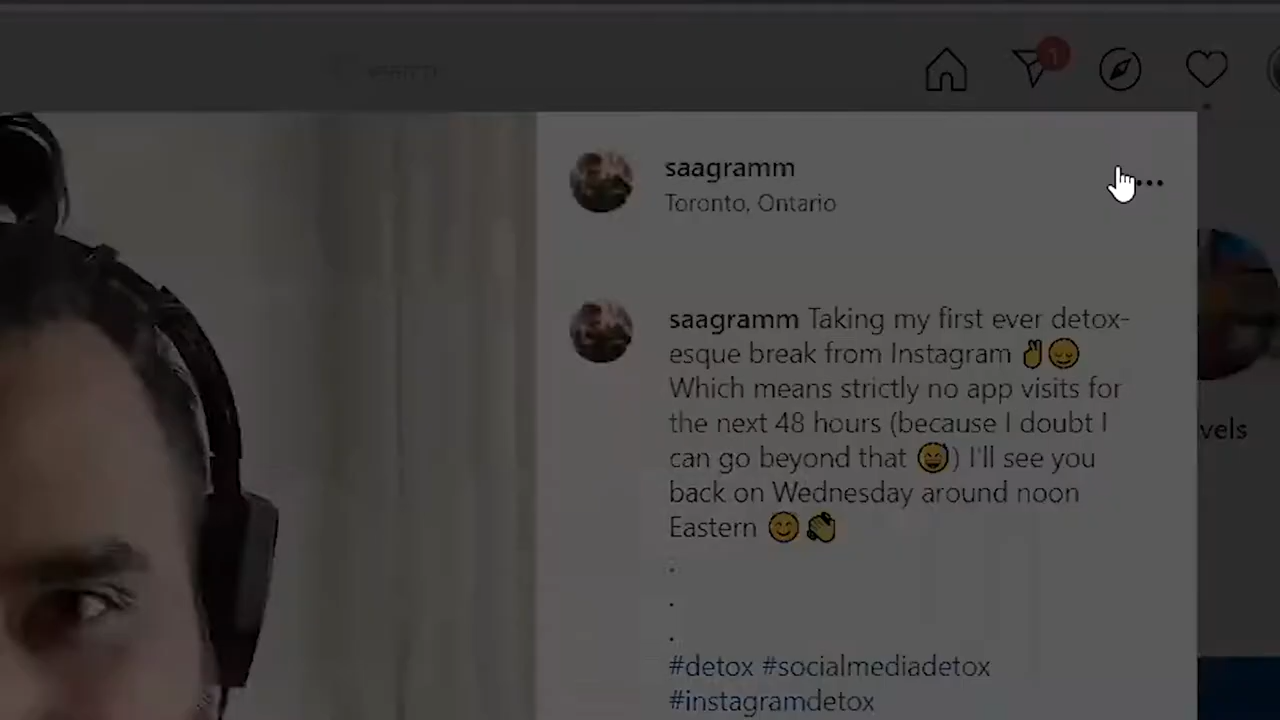 1
saagramm
Toronto, Ontario
saagramm Taking my first ever detox-
esque break from Instagram ✌😌
Which means strictly no app visits for
the next 48 hours (because I doubt I
can go beyond that 😅) I'll see you
back on Wednesday around noon
Eastern 😊👋
.
.
.
#detox #socialmediadetox
#instagramdetox
vels